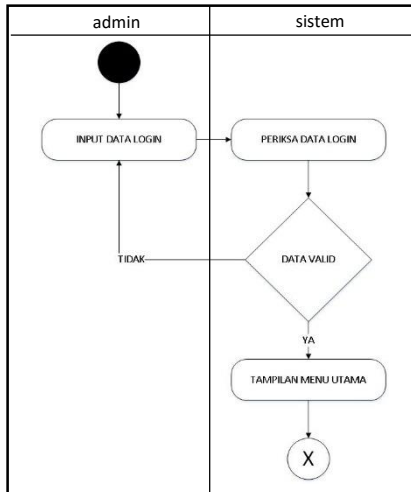 admin
sistem
INPUT DATA LOGIN
PERIKSA DATA LOGIN
TIDAK
DATA VALID
YA
TAMPILAN MENU UTAMA
X